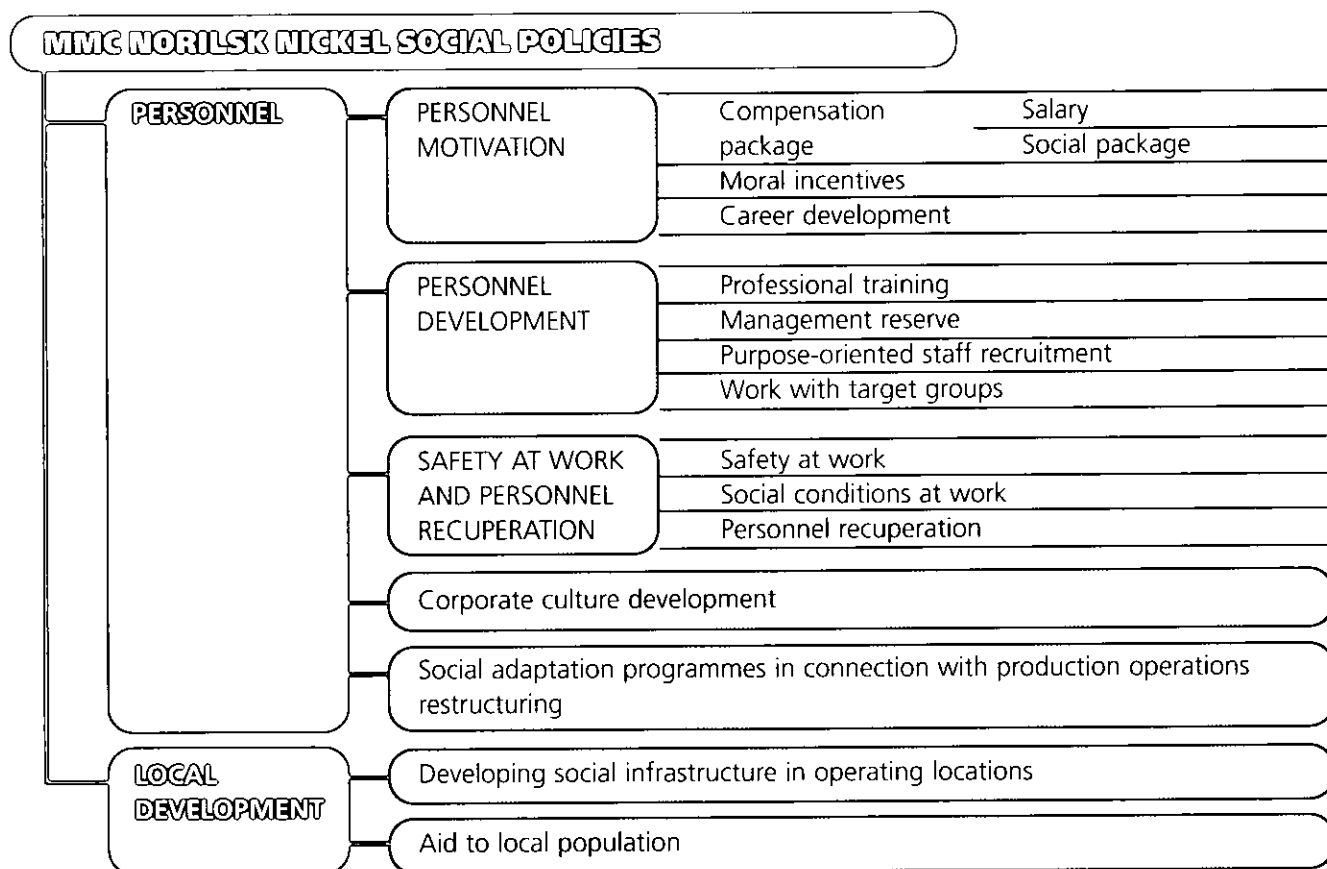 MMC NORILSK NICKEL SOCIAL POLICIES
PERSONNEL
PERSONNEL
MOTIVATION
Compensation
package
Salary
Social package
Moral incentives
Career development
PERSONNEL
DEVELOPMENT
Professional training
Management reserve
Purpose-oriented staff recruitment
Work with target groups
SAFETY AT WORK
AND PERSONNEL
RECUPERATION
Safety at work
Social conditions at work
Personnel recuperation
Corporate culture development
Social adaptation programmes in connection with production operations
restructuring
LOCAL
DEVELOPMENT
Developing social infrastructure in operating locations
Aid to local population